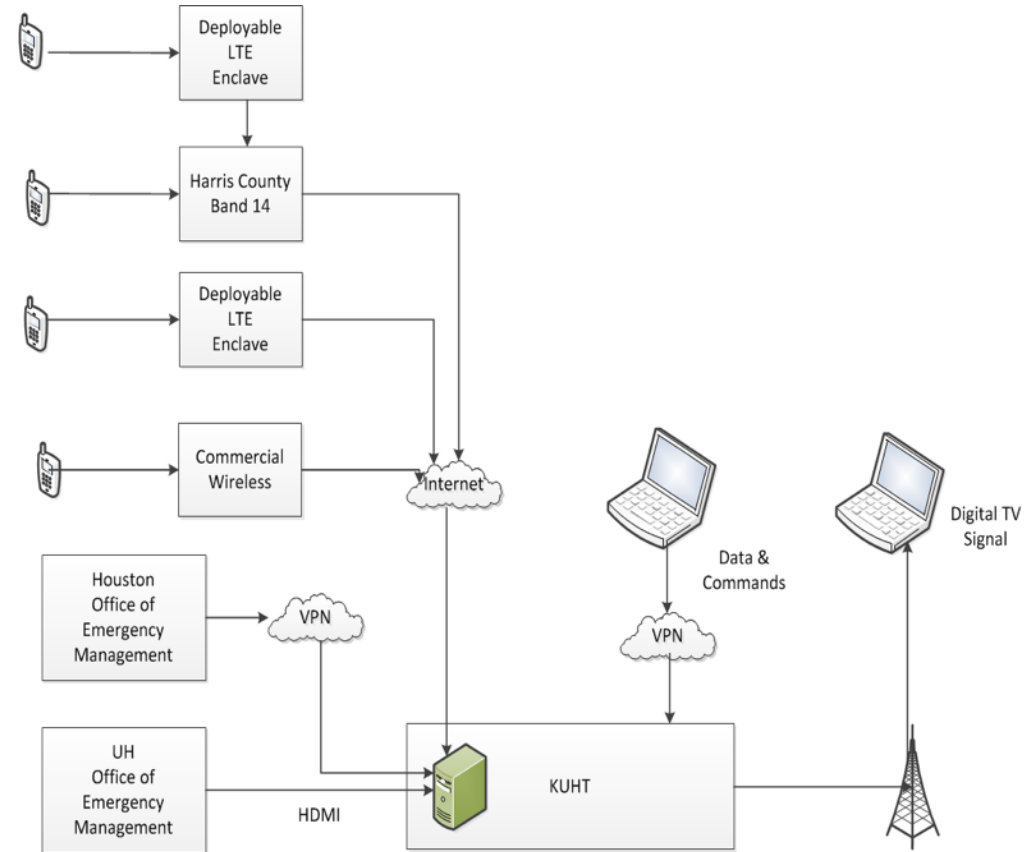 Deployable
LTE
Enclave
Harris County
Band 14
Deployable
LTE
Enclave
Commercial
Wireless
Internet
Digital TV
Signal
Data &
Commands
Houston
Office of
Emergency
Management
VPN
VPN
UH
Office of
Emergency
Management
HDMI
KUHT